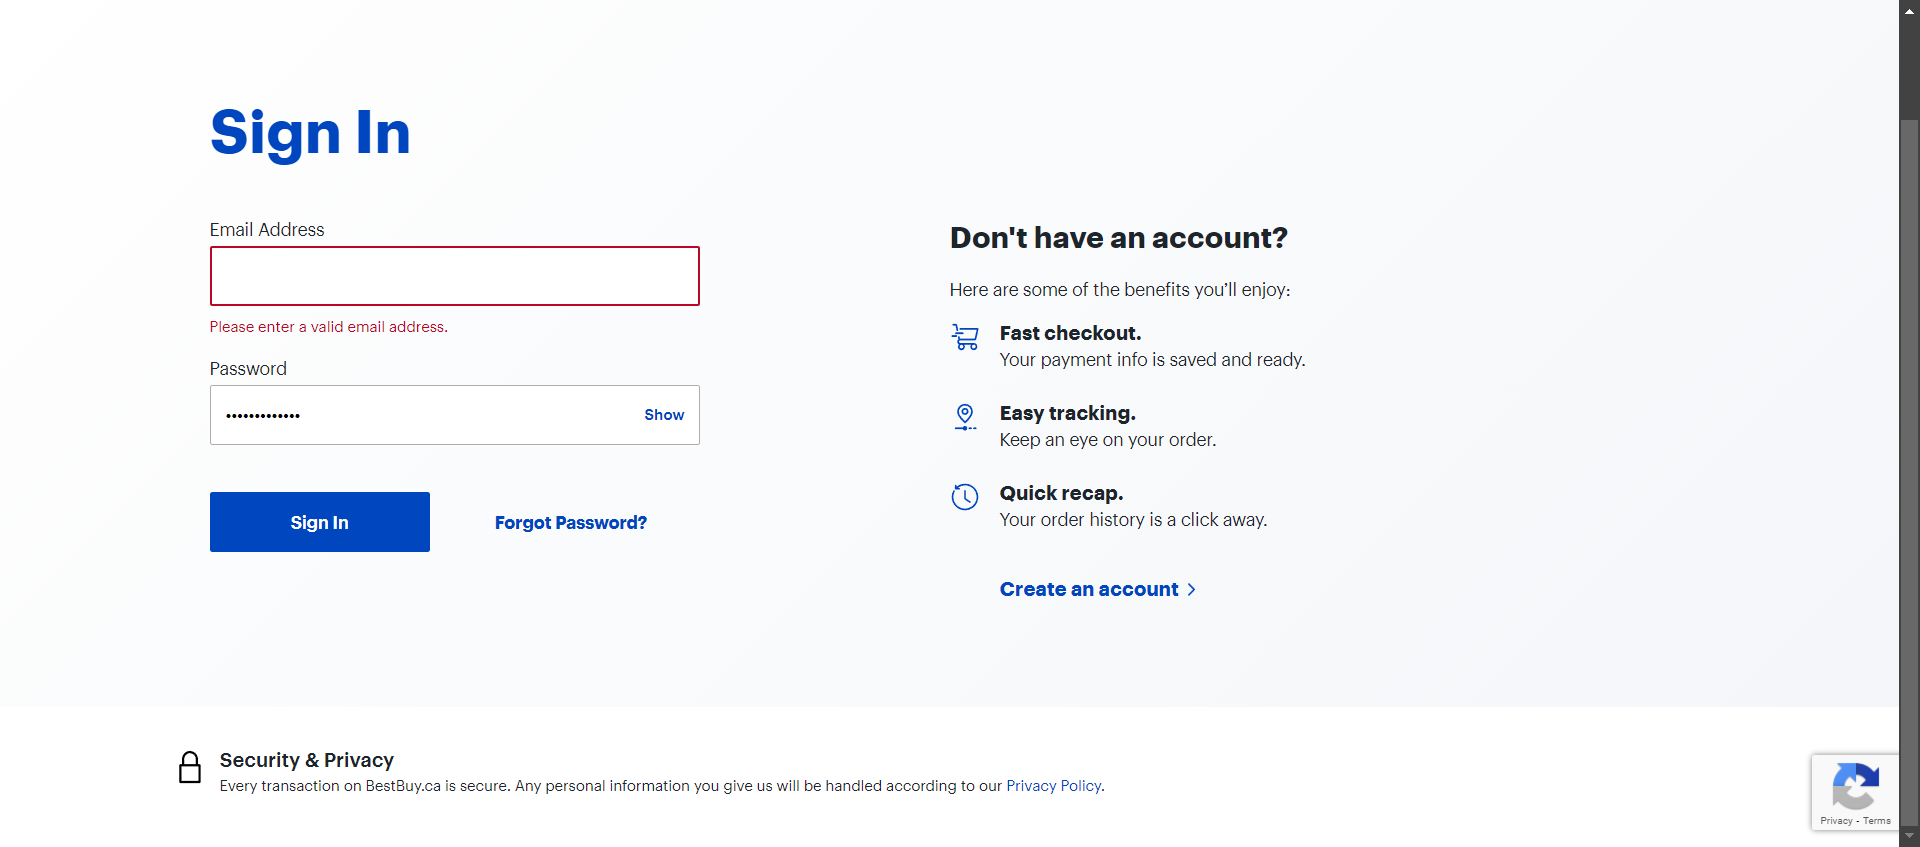 Sign In
Email Address
Please enter a valid email address.
Password
•••••••••••••
Show
Sign In
Forgot Password?
Don't have an account?
Here are some of the benefits you’ll enjoy:
Fast checkout.
Your payment info is saved and ready.
Easy tracking.
Keep an eye on your order.
Quick recap.
Your order history is a click away.
Create an account
Security & Privacy
Every transaction on BestBuy.ca is secure. Any personal information you give us will be handled according to our Privacy Policy.
Privacy - Terms